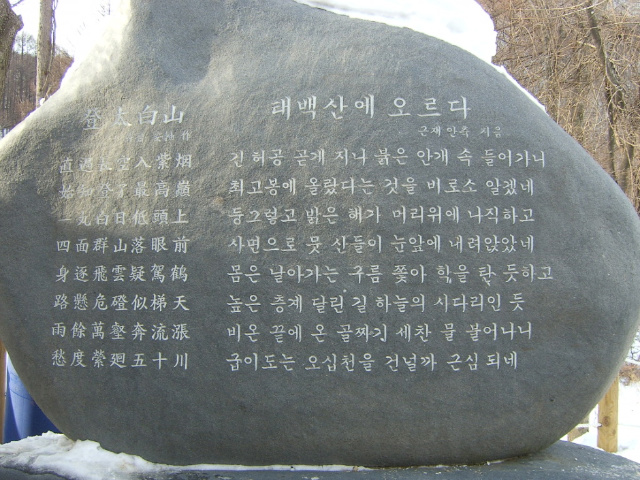 登太白山
安軸 作
直過長空入紫烟
始知登了最高巓
一丸白日低頭上
四面群山落眼前
身逐飛雲疑駕鶴
路懸危磴似梯天
雨餘萬壑奔流漲
愁度縈廻五十川
태백산에 오르다
근재 안축 지음
긴 허공 곧게 지나 붉은 안개 속 들어가니
최고봉에 올랐다는 것을 비로소 알겠네
둥그렇고 밝은 해가 머리위에 나직하고
사면으로 뭇 산들이 눈앞에 내려앉았네
몸은 날아가는 구름 쫓아 학을 탄 듯하고
높은 층계 달린 길 하늘의 사다리인 듯
비온 끝에 온 골짜기 세찬 물 불어나니
굽이도는 오십천을 건널까 근심 되네